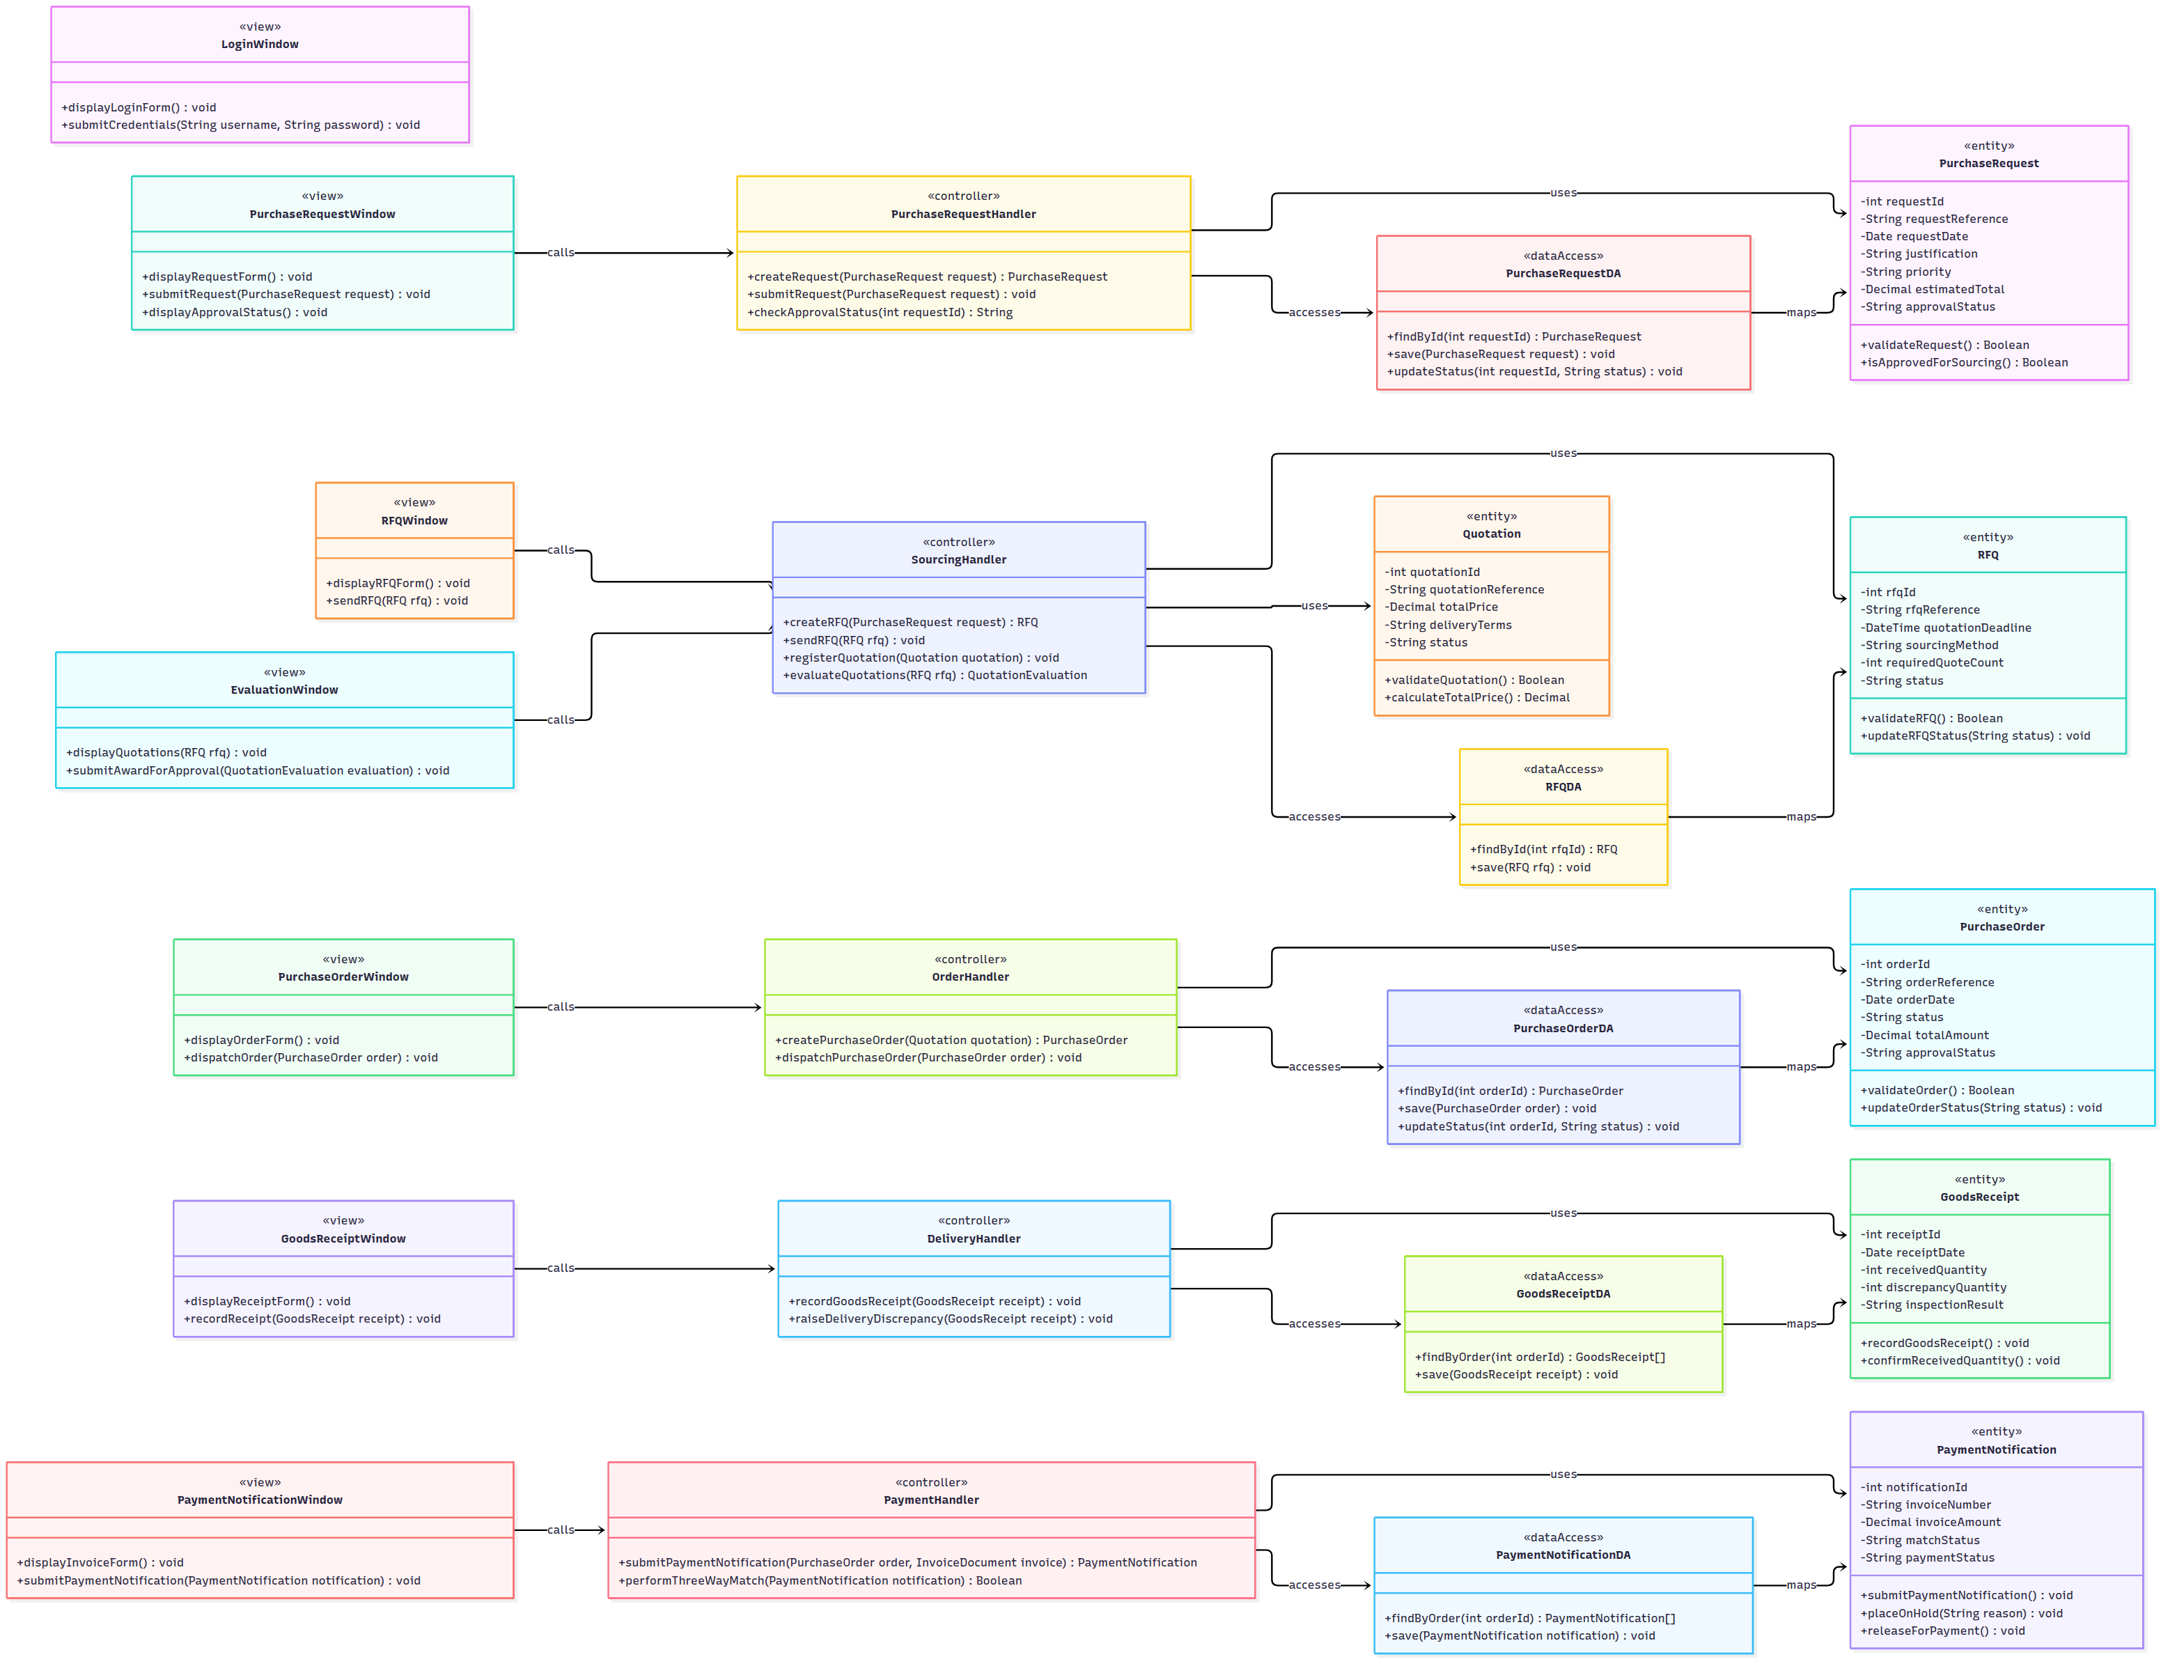 «view»
LoginWindow
+displayLoginForm() : void
+submitCredentials(String username, String password) : void
«view»
PurchaseRequestWindow
+displayRequestForm() : void
+submitRequest(PurchaseRequest request) : void
+displayApprovalStatus() : void
calls
«controller»
PurchaseRequestHandler
+createRequest(PurchaseRequest request) : PurchaseRequest
+submitRequest(PurchaseRequest request) : void
+checkApprovalStatus(int requestId) : String
uses
accesses
«dataAccess»
PurchaseRequestDA
+findById(int requestId) : PurchaseRequest
+save(PurchaseRequest request) : void
+updateStatus(int requestId, String status) : void
maps
«entity»
PurchaseRequest
-int requestId
-String requestReference
-Date requestDate
-String justification
-String priority
-Decimal estimatedTotal
-String approvalStatus
+validateRequest() : Boolean
+isApprovedForSourcing() : Boolean
«view»
RFQWindow
+displayRFQForm() : void
+sendRFQ(RFQ rfq) : void
calls
«view»
EvaluationWindow
+displayQuotations(RFQ rfq) : void
+submitAwardForApproval(QuotationEvaluation evaluation) : void
calls
«controller»
SourcingHandler
+createRFQ(PurchaseRequest request) : RFQ
+sendRFQ(RFQ rfq) : void
+registerQuotation(Quotation quotation) : void
+evaluateQuotations(RFQ rfq) : QuotationEvaluation
uses
uses
accesses
«entity»
Quotation
-int quotationId
-String quotationReference
-Decimal totalPrice
-String deliveryTerms
-String status
+validateQuotation() : Boolean
+calculateTotalPrice() : Decimal
«dataAccess»
RFQDA
+findById(int rfqId) : RFQ
+save(RFQ rfq) : void
maps
«entity»
RFQ
-int rfqId
-String rfqReference
-DateTime quotationDeadline
-String sourcingMethod
-int requiredQuoteCount
-String status
+validateRFQ() : Boolean
+updateRFQStatus(String status) : void
«view»
PurchaseOrderWindow
+displayOrderForm() : void
+dispatchOrder(PurchaseOrder order) : void
calls
«controller»
OrderHandler
+createPurchaseOrder(Quotation quotation) : PurchaseOrder
+dispatchPurchaseOrder(PurchaseOrder order) : void
uses
accesses
«dataAccess»
PurchaseOrderDA
+findById(int orderId) : PurchaseOrder
+save(PurchaseOrder order) : void
+updateStatus(int orderId, String status) : void
maps
«entity»
PurchaseOrder
-int orderId
-String orderReference
-Date orderDate
-String status
-Decimal totalAmount
-String approvalStatus
+validateOrder() : Boolean
+updateOrderStatus(String status) : void
«view»
GoodsReceiptWindow
+displayReceiptForm() : void
+recordReceipt(GoodsReceipt receipt) : void
calls
«controller»
DeliveryHandler
+recordGoodsReceipt(GoodsReceipt receipt) : void
+raiseDeliveryDiscrepancy(GoodsReceipt receipt) : void
uses
accesses
«dataAccess»
GoodsReceiptDA
+findByOrder(int orderId) : GoodsReceipt[]
+save(GoodsReceipt receipt) : void
maps
«entity»
GoodsReceipt
-int receiptId
-Date receiptDate
-int receivedQuantity
-int discrepancyQuantity
-String inspectionResult
+recordGoodsReceipt() : void
+confirmReceivedQuantity() : void
«view»
PaymentNotificationWindow
+displayInvoiceForm() : void
+submitPaymentNotification(PaymentNotification notification) : void
calls
«controller»
PaymentHandler
+submitPaymentNotification(PurchaseOrder order, InvoiceDocument invoice) : PaymentNotification
+performThreeWayMatch(PaymentNotification notification) : Boolean
uses
accesses
«dataAccess»
PaymentNotificationDA
+findByOrder(int orderId) : PaymentNotification[]
+save(PaymentNotification notification) : void
maps
«entity»
PaymentNotification
-int notificationId
-String invoiceNumber
-Decimal invoiceAmount
-String matchStatus
-String paymentStatus
+submitPaymentNotification() : void
+placeOnHold(String reason) : void
+releaseForPayment() : void